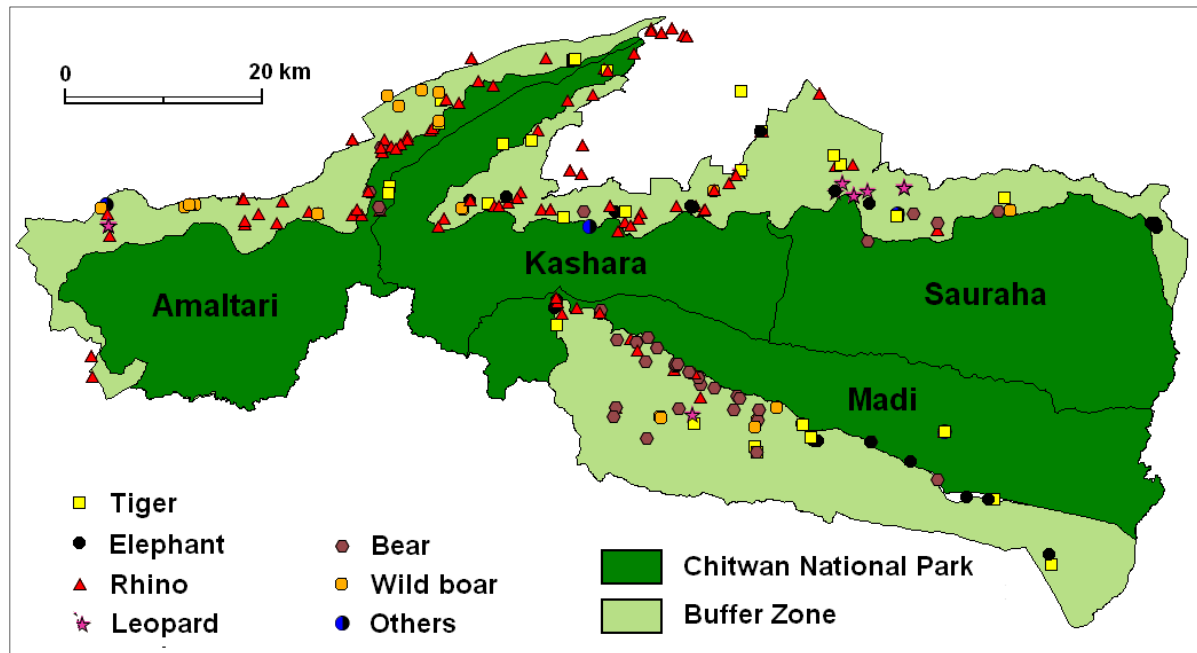 0 20 km
Kashara
Sauraha
Amaltari
Madi
Tiger
Elephant
Rhino
Leopard
Bear
Wild boar
Others
Chitwan National Park
Buffer Zone